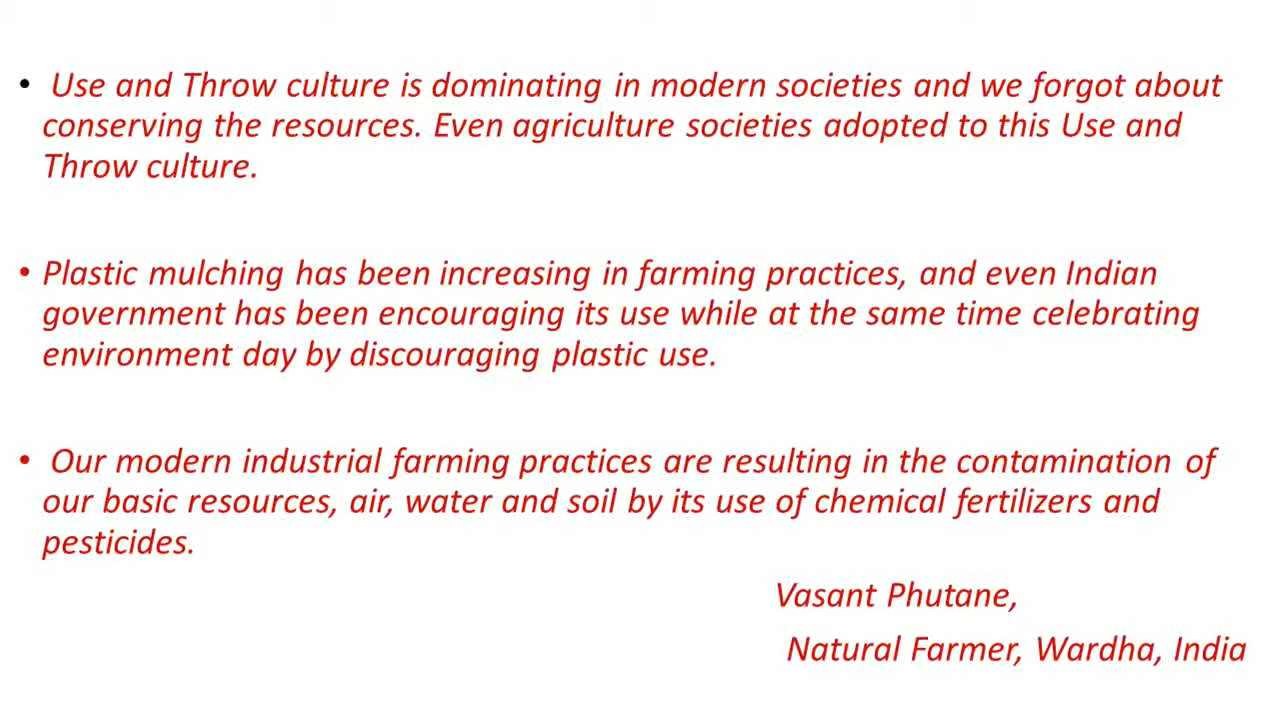 • Use and Throw culture is dominating in modern societies and we forgot about
conserving the resources. Even agriculture societies adopted to this Use and
Throw culture.
• Plastic mulching has been increasing in farming practices, and even Indian
government has been encouraging its use while at the same time celebrating
environment day by discouraging plastic use.
• Our modern industrial farming practices are resulting in the contamination of
our basic resources, air, water and soil by its use of chemical fertilizers and
pesticides.
Vasant Phutane,
Natural Farmer, Wardha, India